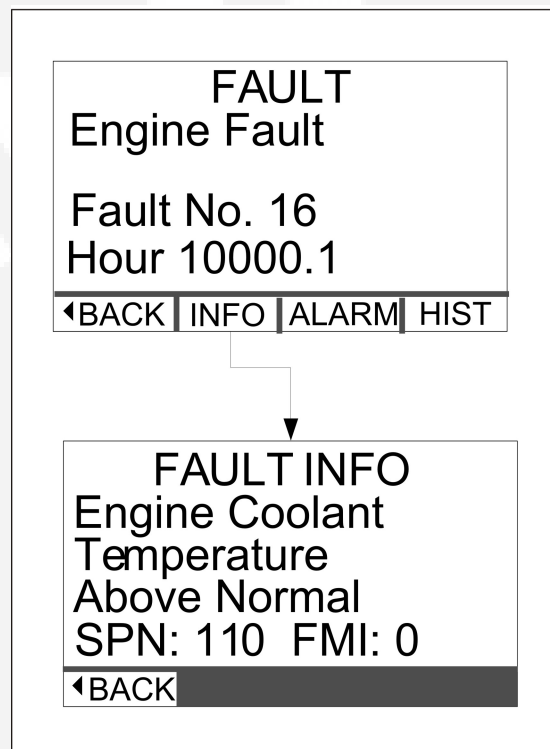 FAULT
Engine Fault
Fault No. 16
Hour 10000.1
BACK INFO ALARM HIST
FAULT INFO
Engine Coolant
Temperature
Above Normal
SPN: 110 FMI: 0
BACK